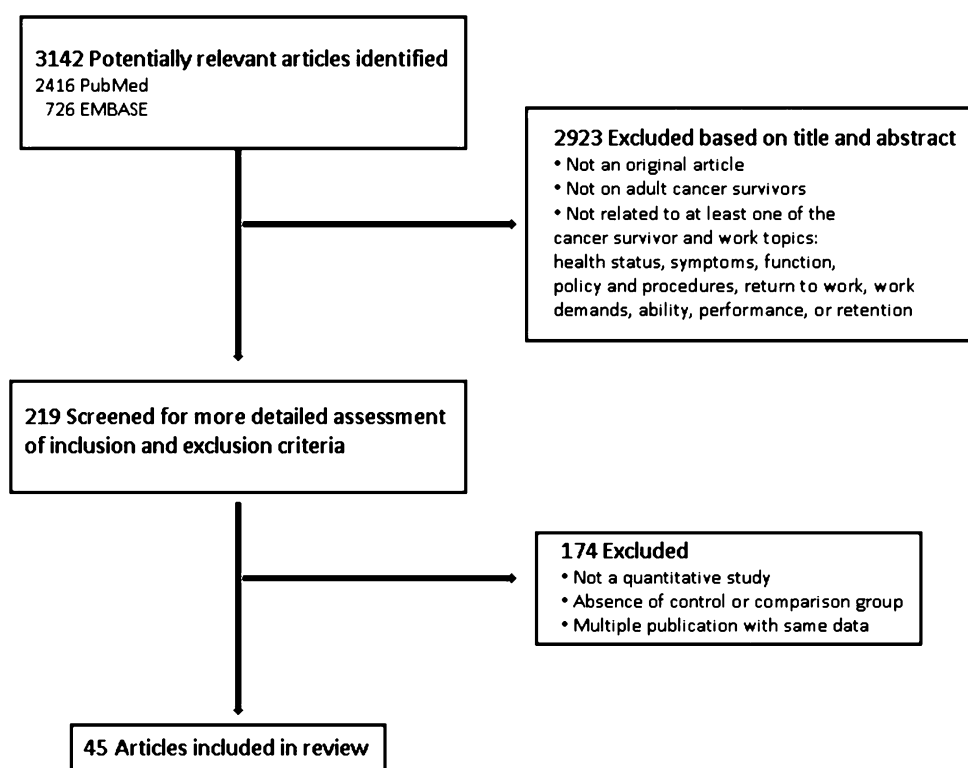 3142 Potentially relevant articles identified
2416 PubMed
726 EMBASE
2923 Excluded based on title and abstract
• Not an original article
• Not on adult cancer survivors
• Not related to at least one of the
cancer survivor and work topics:
health status, symptoms, function,
policy and procedures, return to work, work
demands, ability, performance, or retention
219 Screened for more detailed assessment
of inclusion and exclusion criteria
174 Excluded
• Not a quantitative study
• Absence of control or comparison group
• Multiple publication with same data
45 Articles included in review